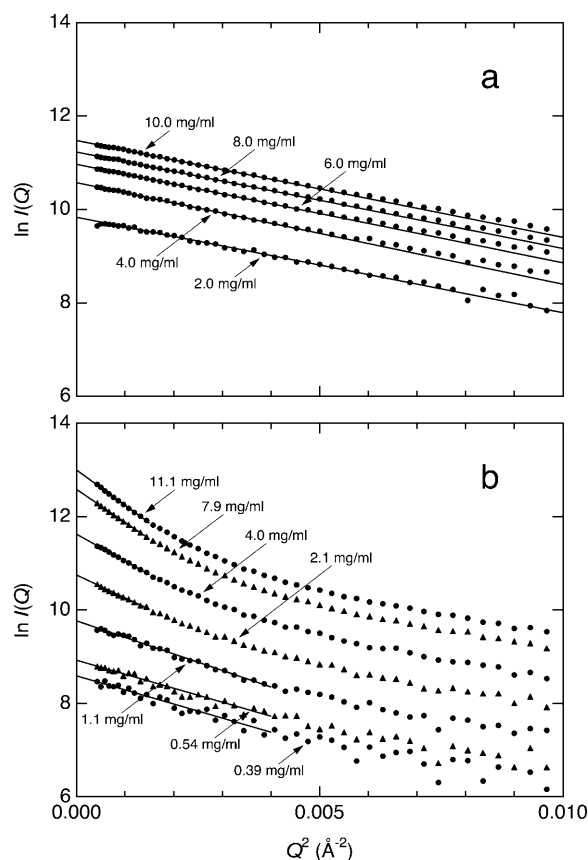 14
a
12
10.0 mg/ml
8.0 mg/ml
6.0 mg/ml
ln I(Q)
10
4.0 mg/ml
2.0 mg/ml
8
6
14
b
11.1 mg/ml
12
7.9 mg/ml
4.0 mg/ml
2.1 mg/ml
ln I(Q)
10
8
1.1 mg/ml
0.54 mg/ml
0.39 mg/ml
6
0.000 0.005 0.010
Q² (Å⁻²)